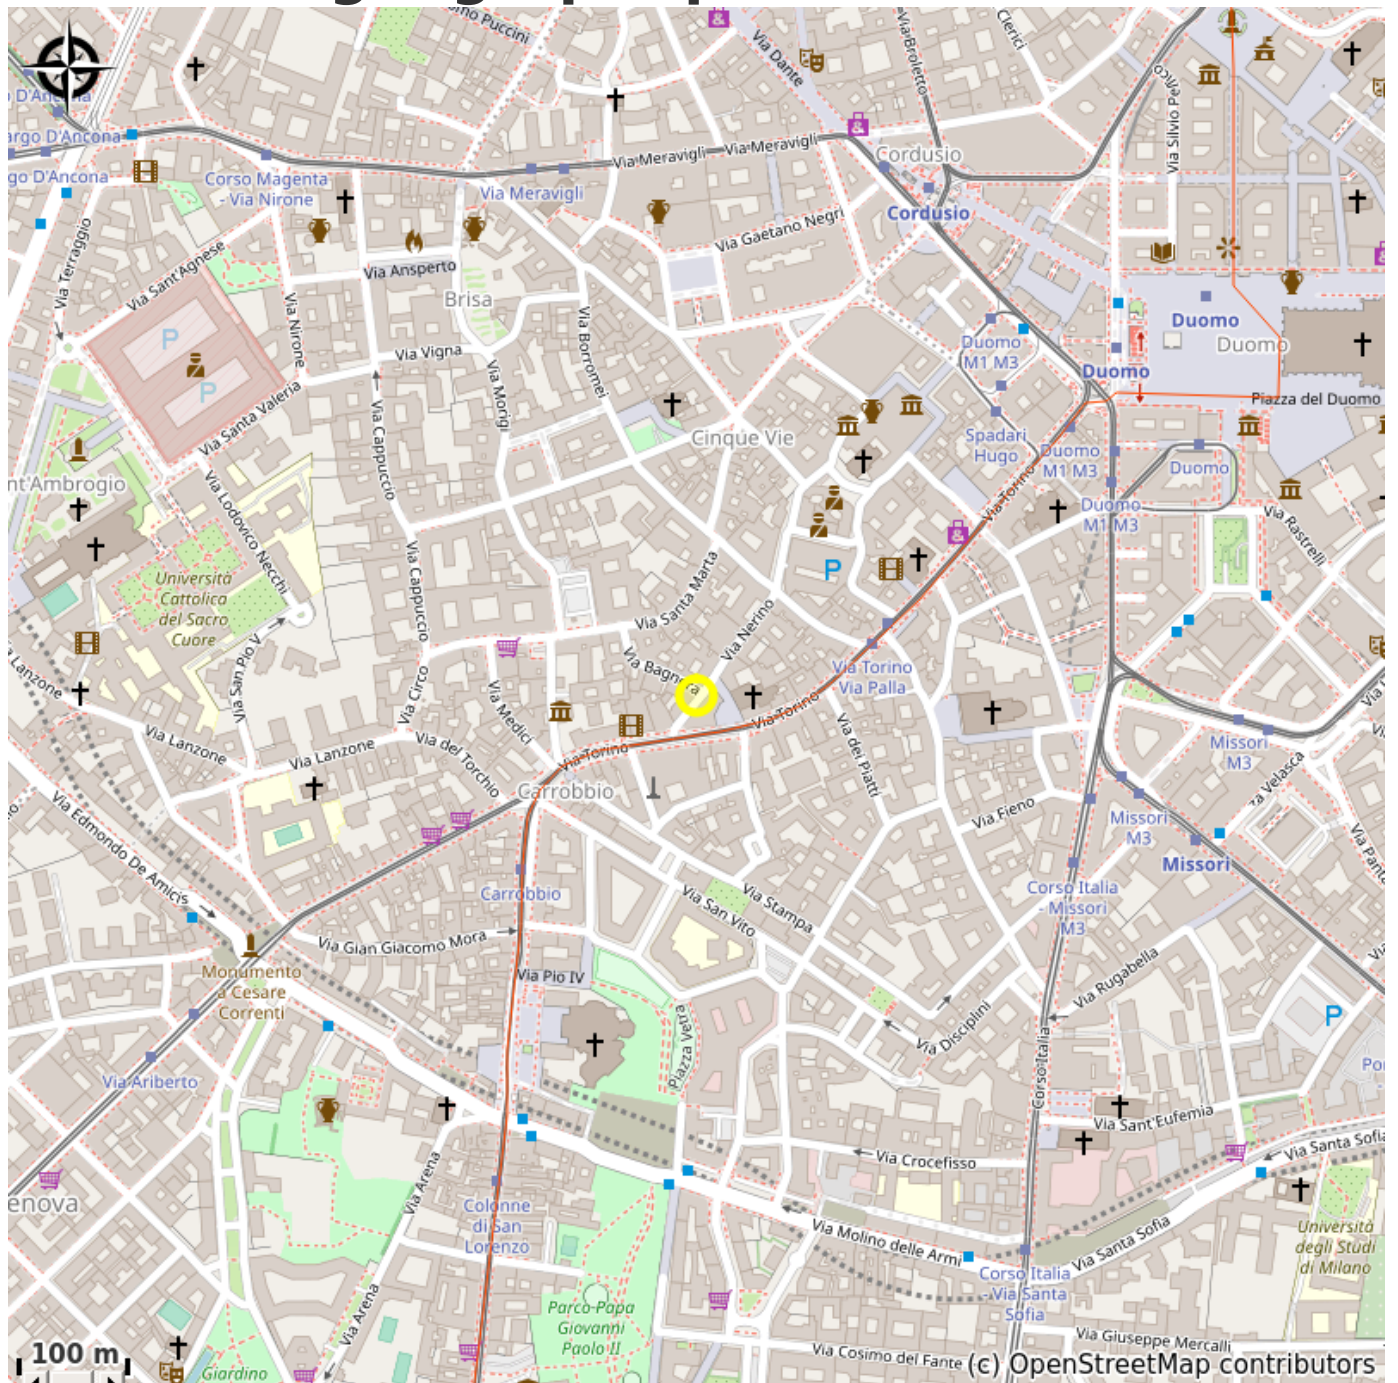 Via Dante
Via Broletto
Clerici
Via Silvio Pellico
largo D'Ancona
Corso Magenta
- Via Nirone
Via Meravigli
Via Meravigli
Via Meravigli
Cordusio
Cordusio
Via Terraggio
Via Sant'Agnese
Via Gaetano Negri
Via Ansperto
Brisa
Via Nirone
Via Borromei
Duomo
Duomo
Duomo
M1 M3
Duomo
P
P
Via Vigna
Via Morigi
Via Santa Valeria
Via Cappuccio
Piazza del Duomo
Cinque Vie
Spadari
Hugo
Duomo
M1 M3
Duomo
nt'Ambrogio
Via Lodovico Necchi
Via Torino
Duomo
M1 M3
Via Rastrelli
Università
Cattolica
del Sacro
Cuore
Via Cappuccio
Via Santa Marta
P
Via Nerino
Via San Pio V
Lanzone
Via Circo
Via Bagnera
Via Medici
Via Torino
Via Palla
Via Torino
Via dei Piatti
Via Lanzone
Via Lanzone
Via del Torchio
Via Torino
Carrobbio
Missori
M3
Via Edmondo De Amicis
Via Fieno
Missori
M3
Missori
Carrobbio
Via San Vito
Via Stampa
Corso Italia
- Missori
M3
Via Gian Giacomo Mora
Monumento
a Cesare
Correnti
Via Pio IV
Via Rugabella
Piazza Vetra
Via Disciplini
P
Via Ariberto
Corso Italia
Via Sant'Eufemia
Via Arena
Via Crocefisso
Via Santa Sofia
enova
Colonne
di San
Lorenzo
Via Molino delle Armi
Via Santa Sofia
Università
degli Studi
di Milano
Corso Italia
- Via Santa
Sofia
Via Arena
Parco Papa
Giovanni
Paolo II
Via Giuseppe Mercalli
Via Cosimo del Fante
Giardino
100 m
(c) OpenStreetMap contributors